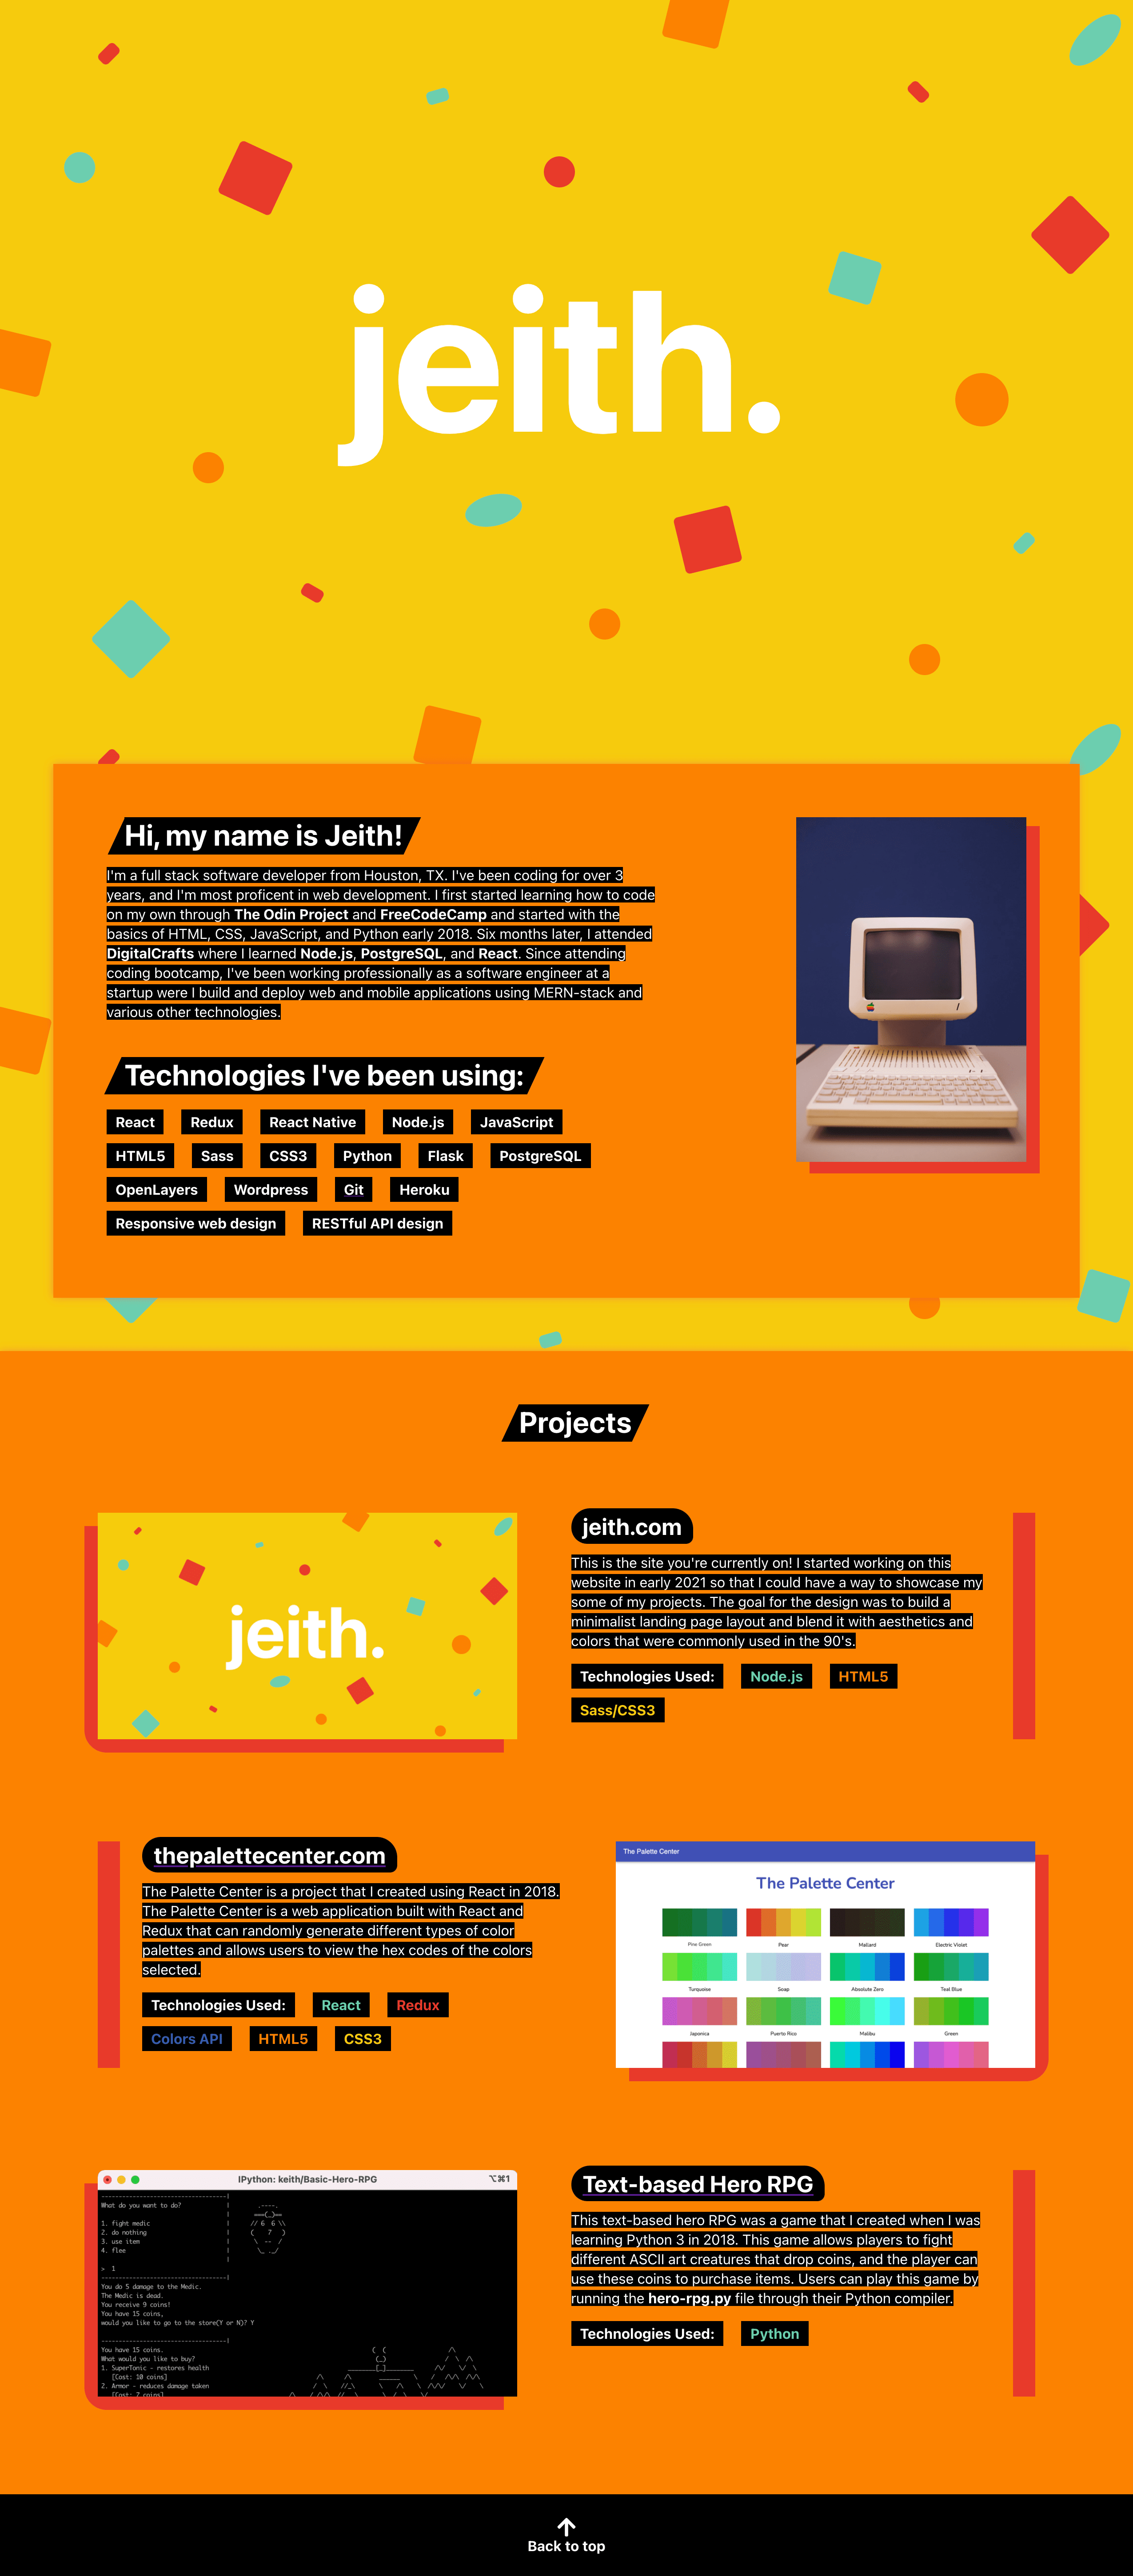 jeith.
Hi, my name is Jeith!
I'm a full stack software developer from Houston, TX. I've been coding for over 3
years, and I'm most proficent in web development. I first started learning how to code
on my own through The Odin Project and FreeCodeCamp and started with the
basics of HTML, CSS, JavaScript, and Python early 2018. Six months later, I attended
DigitalCrafts where I learned Node.js, PostgreSQL, and React. Since attending
coding bootcamp, I've been working professionally as a software engineer at a
startup were I build and deploy web and mobile applications using MERN-stack and
various other technologies.
Technologies I've been using:
React Redux React Native Node.js JavaScript
HTML5 Sass CSS3 Python Flask PostgreSQL
OpenLayers Wordpress Git Heroku
Responsive web design RESTful API design
Projects
jeith.
jeith.com
This is the site you're currently on! I started working on this
website in early 2021 so that I could have a way to showcase my
some of my projects. The goal for the design was to build a
minimalist landing page layout and blend it with aesthetics and
colors that were commonly used in the 90's.
Technologies Used: Node.js HTML5
Sass/CSS3
thepalettecenter.com
The Palette Center is a project that I created using React in 2018.
The Palette Center is a web application built with React and
Redux that can randomly generate different types of color
palettes and allows users to view the hex codes of the colors
selected.
Technologies Used: React Redux
Colors API HTML5 CSS3
The Palette Center
The Palette Center
Pine Green Pear Mallard Electric Violet
Turquoise Soap Absolute Zero Teal Blue
Japonica Puerto Rico Malibu Green
IPython: keith/Basic-Hero-RPG ⌥⌘1
What do you want to do?
1. fight medic
2. do nothing
3. use item
4. flee
> 1
You do 5 damage to the Medic.
The Medic is dead.
You receive 9 coins!
You have 15 coins,
would you like to go to the store(Y or N)? Y
You have 15 coins.
What would you like to buy?
1. SuperTonic - restores health
[Cost: 10 coins]
2. Armor - reduces damage taken
[Cost: 7 coins]
Text-based Hero RPG
This text-based hero RPG was a game that I created when I was
learning Python 3 in 2018. This game allows players to fight
different ASCII art creatures that drop coins, and the player can
use these coins to purchase items. Users can play this game by
running the hero-rpg.py file through their Python compiler.
Technologies Used: Python
Back to top